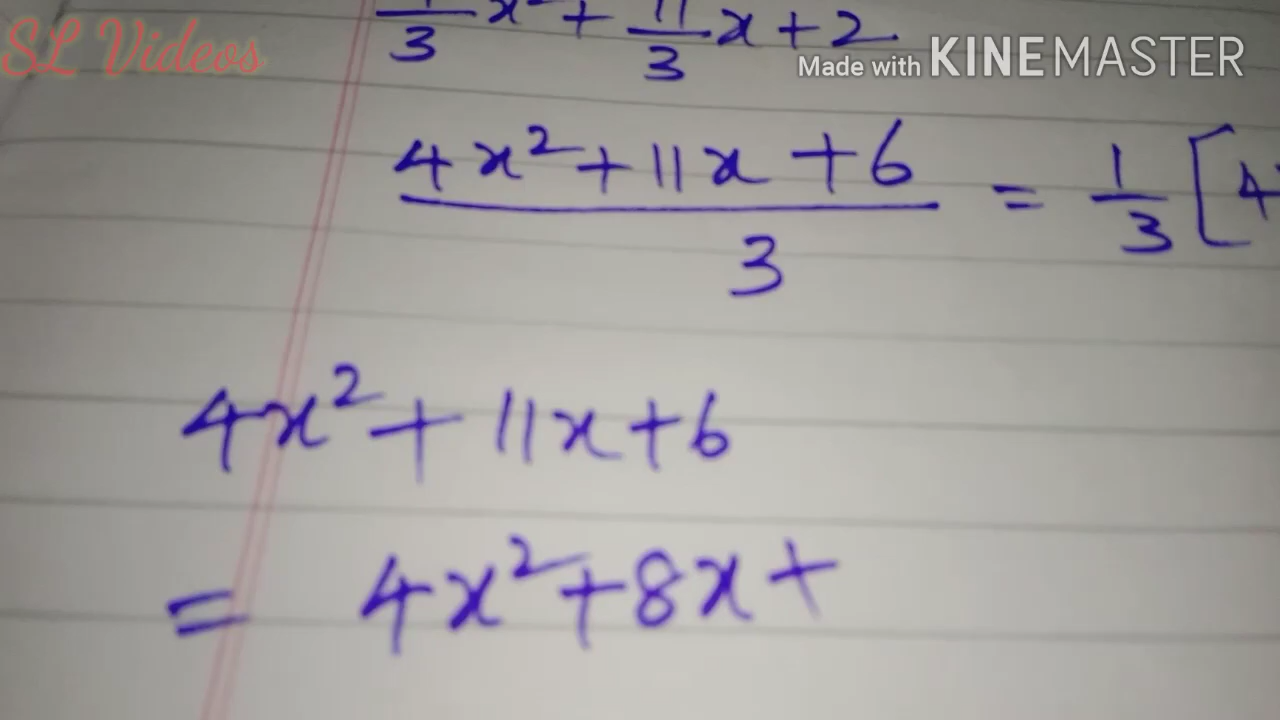 SL Videos
Made with KINEMASTER
/3 x² + 11/3 x + 2
(4x² + 11x + 6)/3 = 1/3 [4
4x² + 11x + 6
= 4x² + 8x +